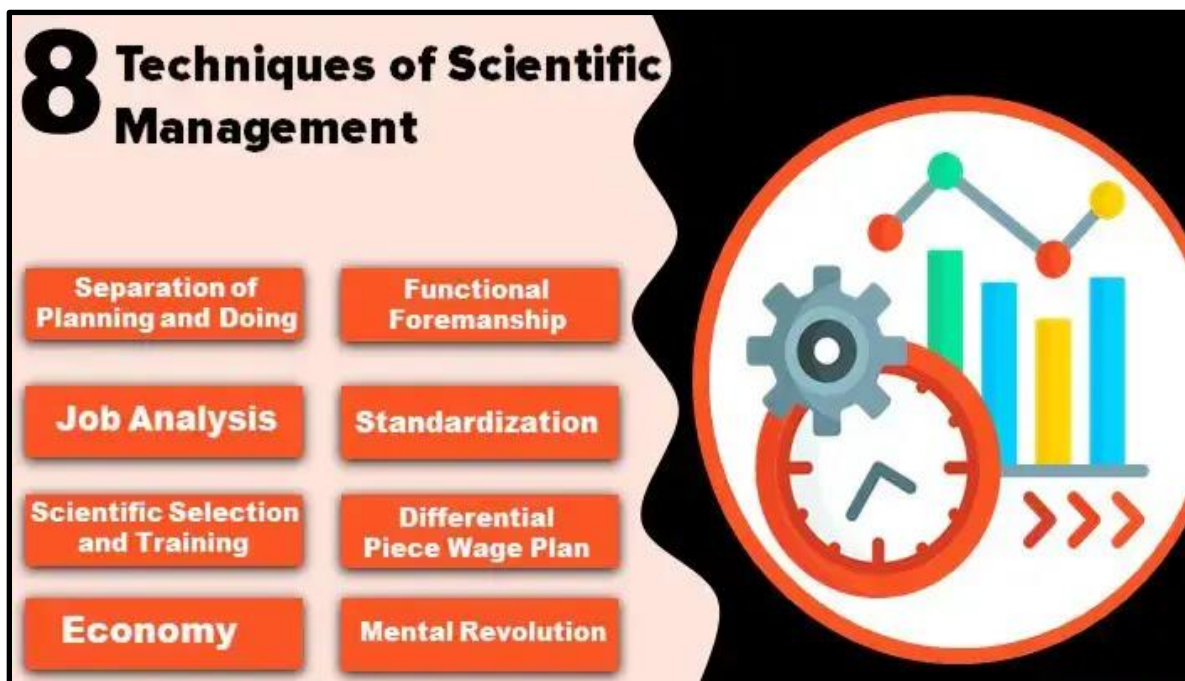 8 Techniques of Scientific
Management
Separation of
Planning and Doing
Functional
Foremanship
Job Analysis
Standardization
Scientific Selection
and Training
Differential
Piece Wage Plan
Economy
Mental Revolution